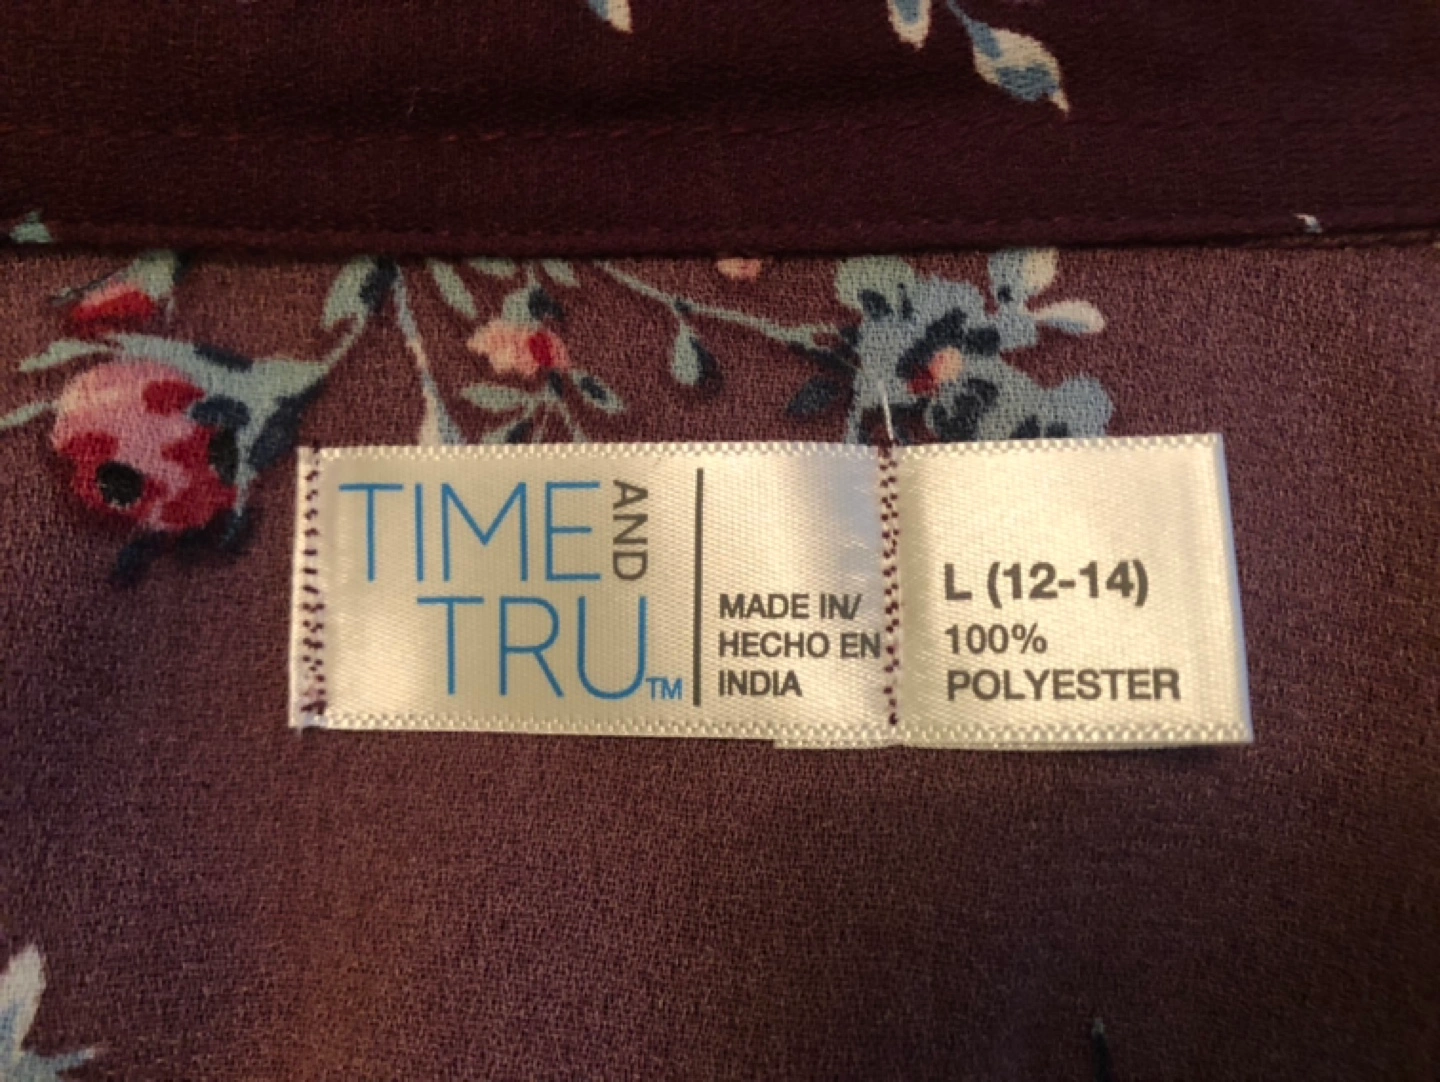 TIME AND
TRU™
MADE IN/
HECHO EN
INDIA
L (12-14)
100%
POLYESTER